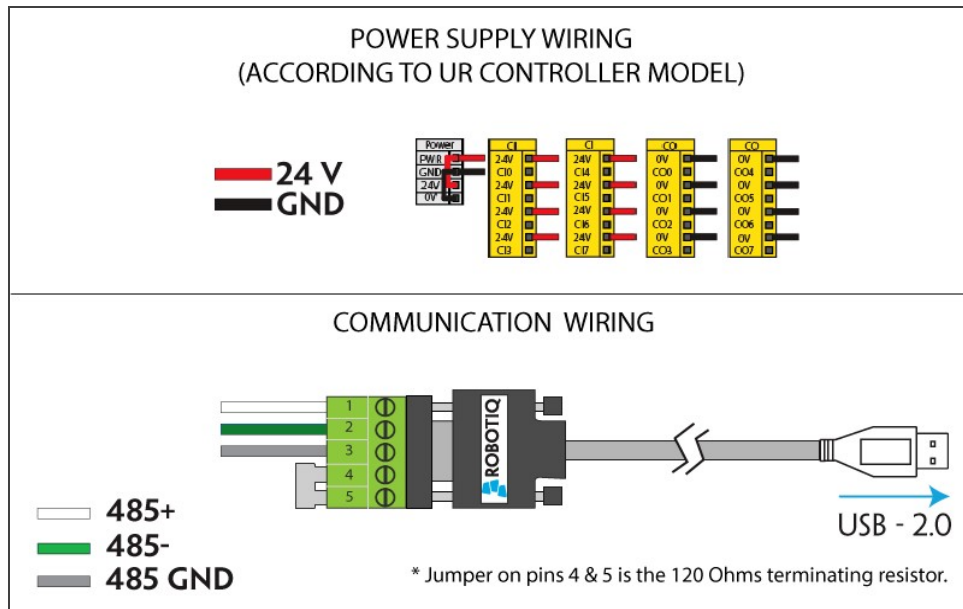 POWER SUPPLY WIRING
(ACCORDING TO UR CONTROLLER MODEL)
24 V
GND
Power
PWR
GND
24V
0V
CI
24V
CI0
24V
CI1
24V
CI2
24V
CI3
CI
24V
CI4
24V
CI5
24V
CI6
24V
CI7
CO
0V
CO0
0V
CO1
0V
CO2
0V
CO3
CO
0V
CO4
0V
CO5
0V
CO6
0V
CO7
COMMUNICATION WIRING
1
2
3
4
5
ROBOTIQ
USB - 2.0
485+
485-
485 GND
* Jumper on pins 4 & 5 is the 120 Ohms terminating resistor.